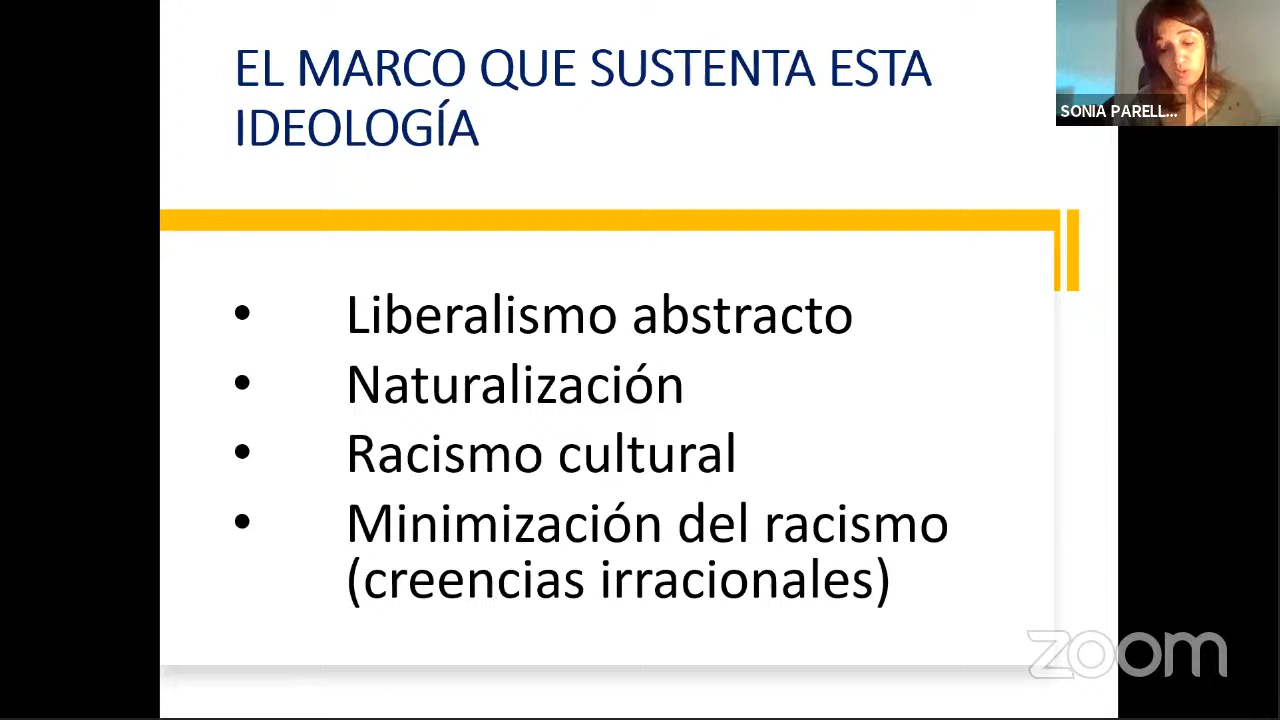 EL MARCO QUE SUSTENTA ESTA
IDEOLOGÍA
SONIA PARELL...
• Liberalismo abstracto
• Naturalización
• Racismo cultural
• Minimización del racismo
(creencias irracionales)
zoom